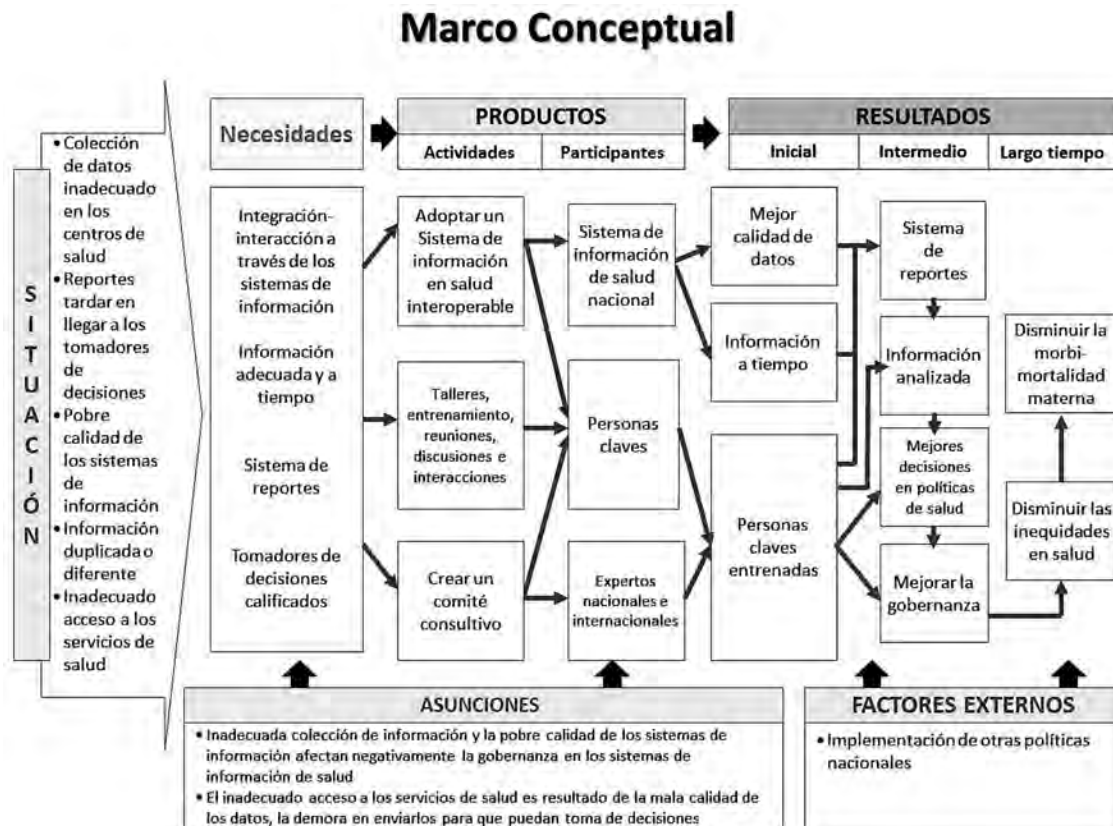 Marco Conceptual
SITUACIÓN
•Colección
de datos
inadecuado
en los
centros de
salud
•Reportes
tardar en
llegar a los
tomadores
de
decisiones
•Pobre
calidad de
los sistemas
de
información
•Información
duplicada o
diferente
•Inadecuado
acceso a los
servicios de
salud
Necesidades
Integración-
interacción a
través de los
sistemas de
información
Información
adecuada y a
tiempo
Sistema de
reportes
Tomadores de
decisiones
calificados
PRODUCTOS
Actividades
Participantes
Adoptar un
Sistema de
información
en salud
interoperable
Talleres,
entrenamiento,
reuniones,
discusiones e
interacciones
Crear un
comité
consultivo
Sistema de
información
de salud
nacional
Personas
claves
Expertos
nacionales e
internacionales
RESULTADOS
Inicial
Intermedio
Largo tiempo
Mejor
calidad de
datos
Información
a tiempo
Personas
claves
entrenadas
Sistema
de
reportes
Información
analizada
Mejores
decisiones
en políticas
de salud
Mejorar la
gobernanza
Disminuir la
morbi-
mortalidad
materna
Disminuir las
inequidades
en salud
ASUNCIONES
• Inadecuada colección de información y la pobre calidad de los sistemas de
información afectan negativamente la gobernanza en los sistemas de
información de salud
• El inadecuado acceso a los servicios de salud es resultado de la mala calidad de
los datos, la demora en enviarlos para que puedan toma de decisiones
FACTORES EXTERNOS
•Implementación de otras políticas
nacionales